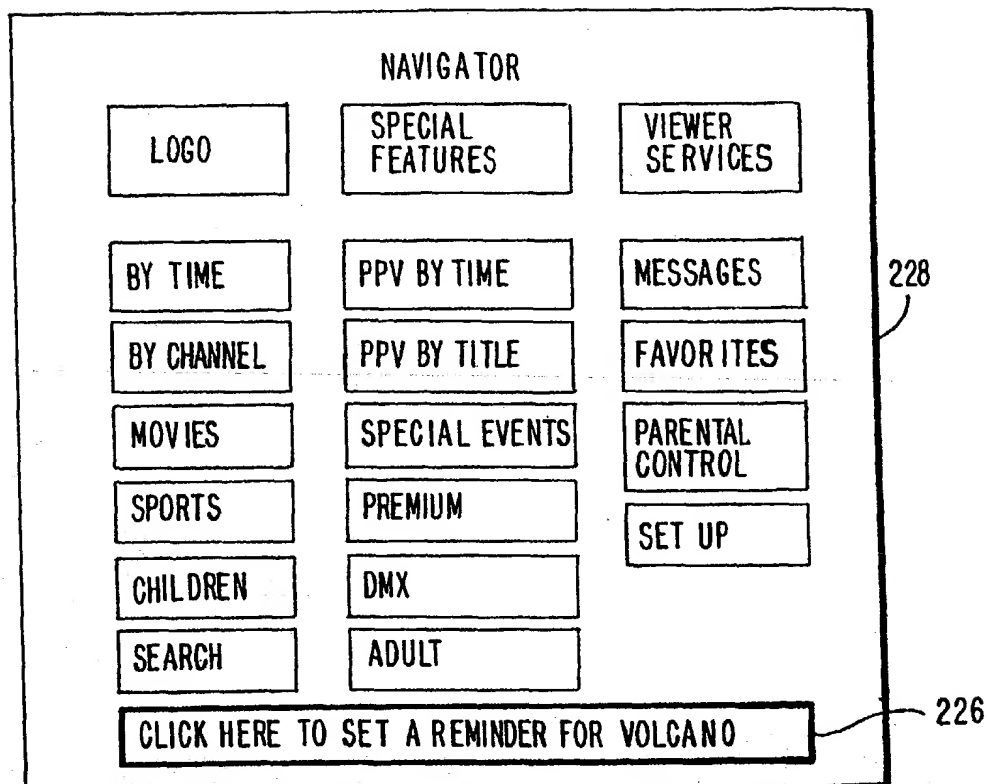 NAVIGATOR
LOGO
SPECIAL
FEATURES
VIEWER
SERVICES
BY TIME
PPV BY TIME
MESSAGES
228
BY CHANNEL
PPV BY TITLE
FAVORITES
MOVIES
SPECIAL EVENTS
PARENTAL
CONTROL
SPORTS
PREMIUM
SET UP
CHILDREN
DMX
SEARCH
ADULT
CLICK HERE TO SET A REMINDER FOR VOLCANO
226